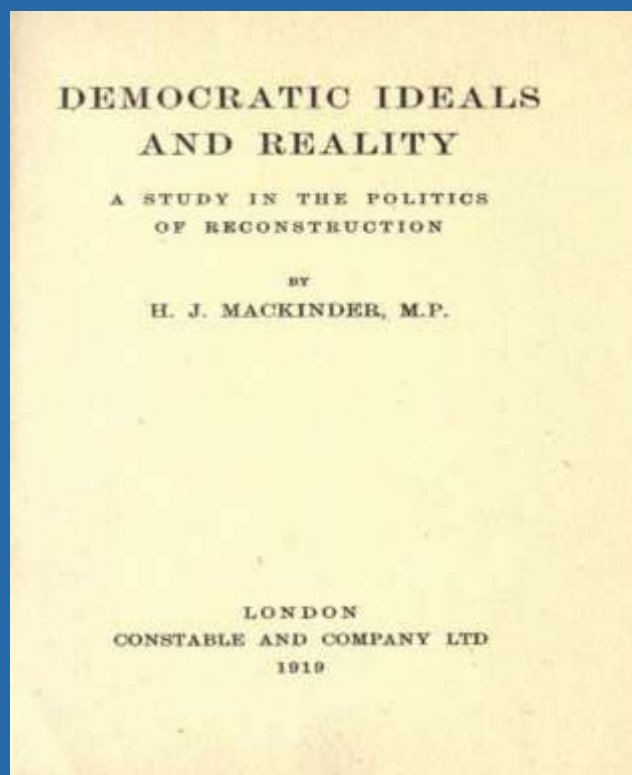 DEMOCRATIC IDEALS
AND REALITY
A STUDY IN THE POLITICS
OF RECONSTRUCTION
BY
H. J. MACKINDER, M.P.
LONDON
CONSTABLE AND COMPANY LTD
1919